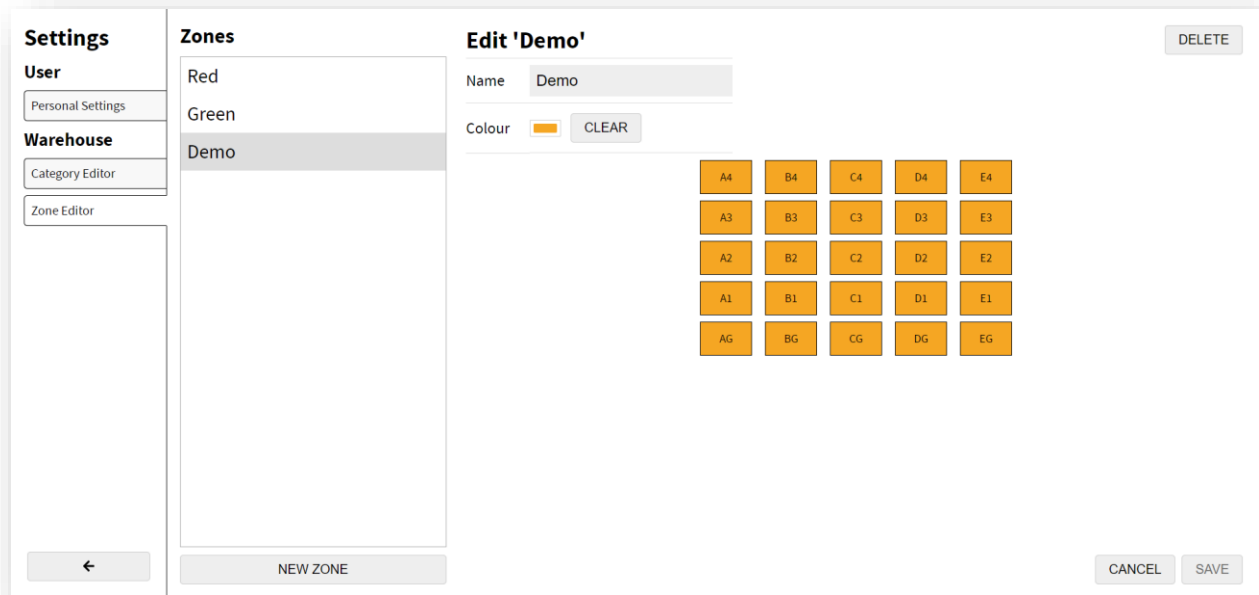 Settings
User
Personal Settings
Warehouse
Category Editor
Zone Editor
Zones
Red
Green
Demo
NEW ZONE
Edit 'Demo'
DELETE
Name Demo
Colour CLEAR
A4 B4 C4 D4 E4
A3 B3 C3 D3 E3
A2 B2 C2 D2 E2
A1 B1 C1 D1 E1
AG BG CG DG EG
CANCEL SAVE